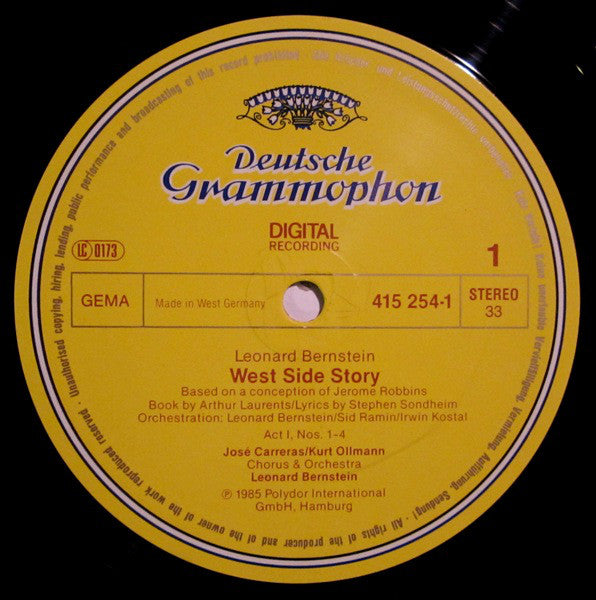 Deutsche
Grammophon
DIGITAL
RECORDING
1
LC 0173
GEMA
Made in West Germany
415 254-1
STEREO
33
Leonard Bernstein
West Side Story
Based on a conception of Jerome Robbins
Book by Arthur Laurents/Lyrics by Stephen Sondheim
Orchestration: Leonard Bernstein/Sid Ramin/Irwin Kostal
Act I, Nos. 1-4
José Carreras/Kurt Ollmann
Chorus & Orchestra
Leonard Bernstein
℗ 1985 Polydor International
GmbH, Hamburg
Unauthorised copying, hiring, lending, public performance and broadcasting of this record prohibited
Vervielfältigung, Vermietung, Aufführung, Sendung! · All rights of the producer and of the owner of the work reproduced reserved